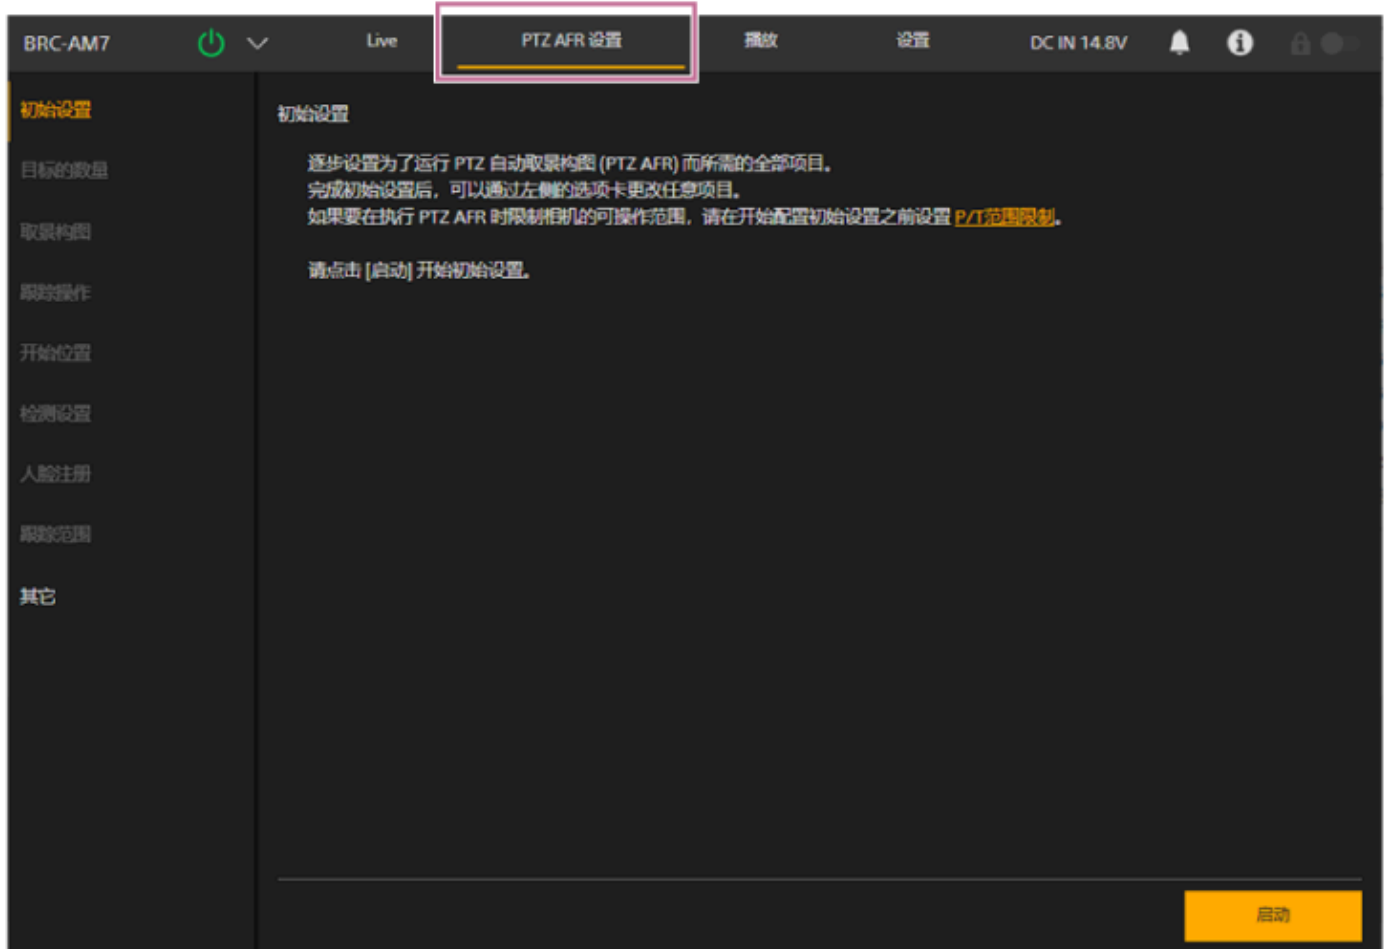 BRC-AM7
Live
PTZ AFR 设置
播放
设置
DC IN 14.8V
初始设置
目标的数量
取景构图
跟踪操作
开始位置
检测设置
人脸注册
跟踪范围
其它
初始设置
逐步设置为了运行 PTZ 自动取景构图 (PTZ AFR) 而所需的全部项目。
完成初始设置后，可以通过左侧的选项卡更改任意项目。
如果要在执行 PTZ AFR 时限制相机的可操作范围，请在开始配置初始设置之前设置 P/T范围限制。
请点击 [启动] 开始初始设置。
启动